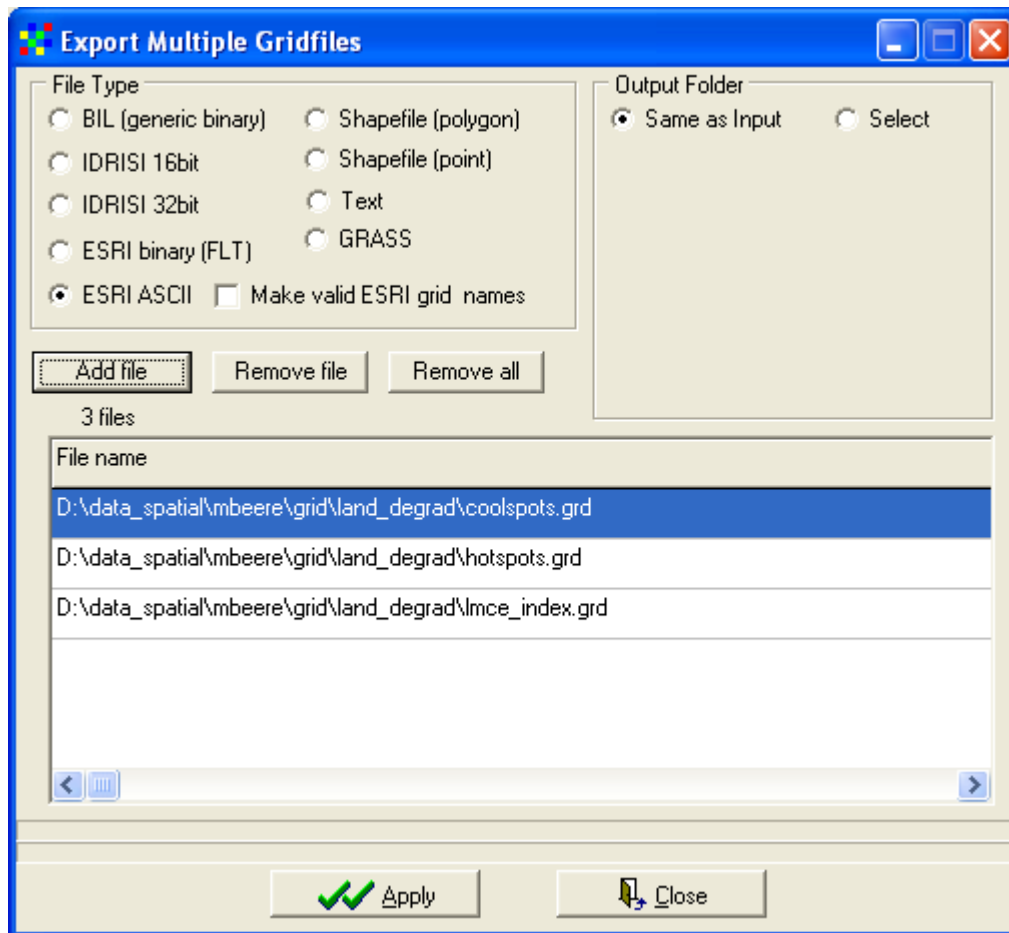 Export Multiple Gridfiles
File Type
BIL (generic binary)
IDRISI 16bit
IDRISI 32bit
ESRI binary (FLT)
ESRI ASCII
Make valid ESRI grid names
Shapefile (polygon)
Shapefile (point)
Text
GRASS
Output Folder
Same as Input
Select
Add file
Remove file
Remove all
3 files
File name
D:\data_spatial\mbeere\grid\land_degrad\coolspots.grd
D:\data_spatial\mbeere\grid\land_degrad\hotspots.grd
D:\data_spatial\mbeere\grid\land_degrad\lmce_index.grd
Apply
Close